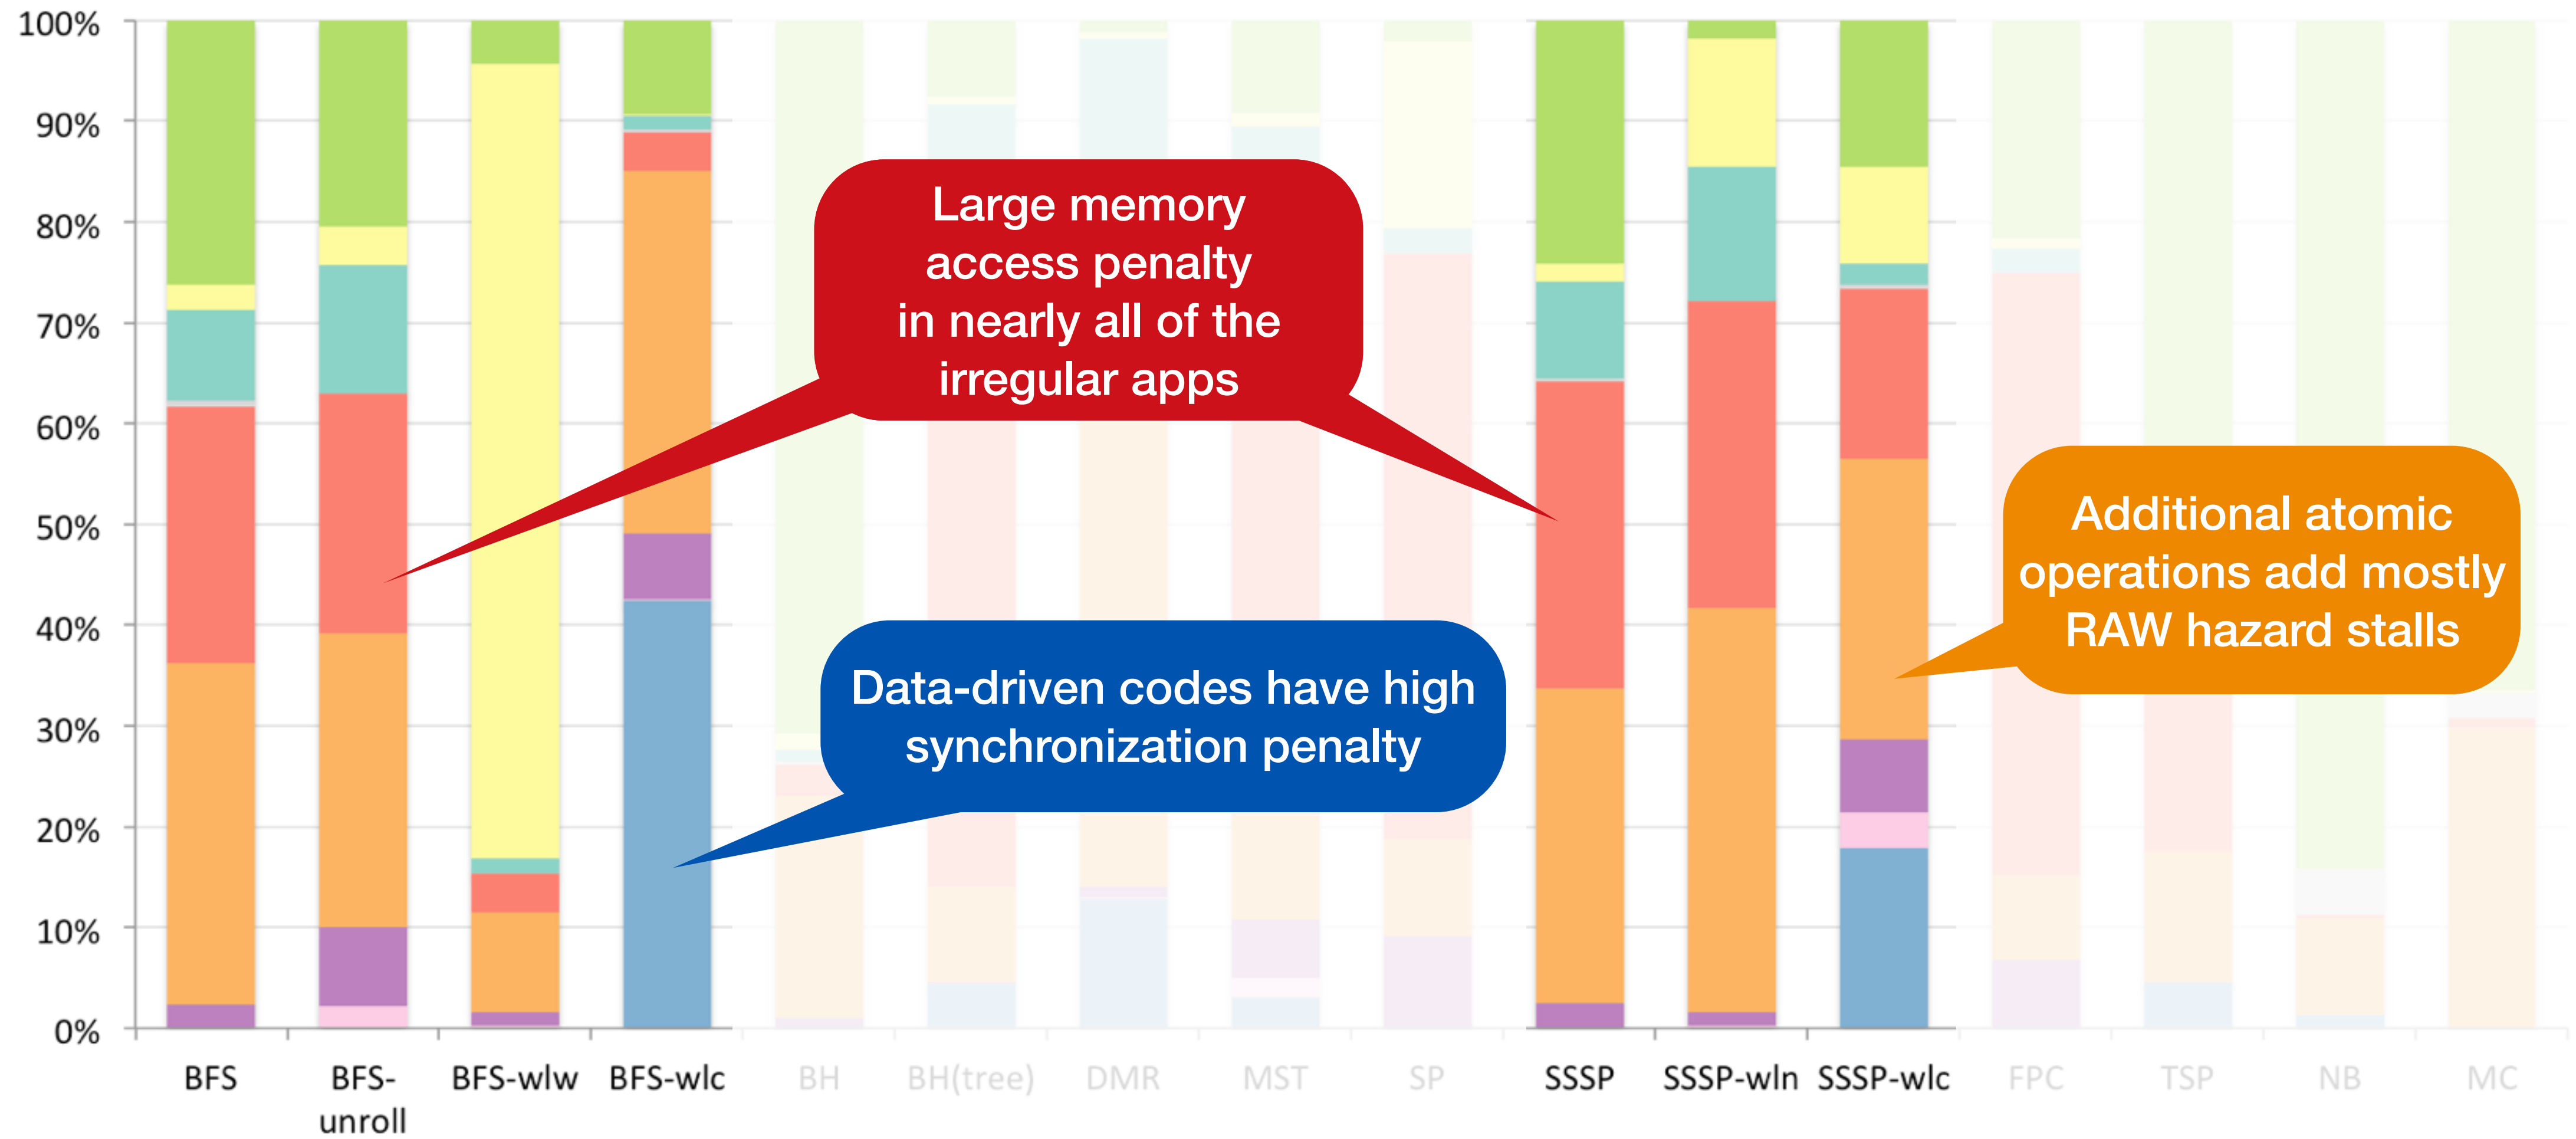 100%
90%
80%
70%
60%
50%
40%
30%
20%
10%
0%
Large memory
access penalty
in nearly all of the
irregular apps
Data-driven codes have high
synchronization penalty
Additional atomic
operations add mostly
RAW hazard stalls
BFS
BFS-
unroll
BFS-wlw
BFS-wlc
BH
BH(tree)
DMR
MST
SP
SSSP
SSSP-wln
SSSP-wlc
FPC
TSP
NB
MC